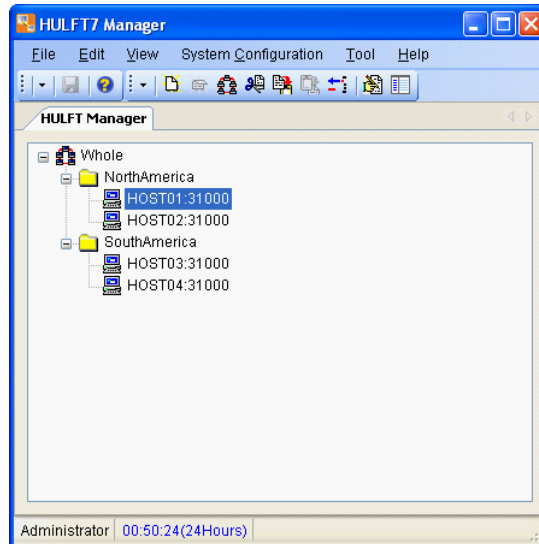 HULFT7 Manager
File Edit View System Configuration Tool Help
HULFT Manager
Whole
NorthAmerica
HOST01:31000
HOST02:31000
SouthAmerica
HOST03:31000
HOST04:31000
Administrator 00:50:24(24Hours)